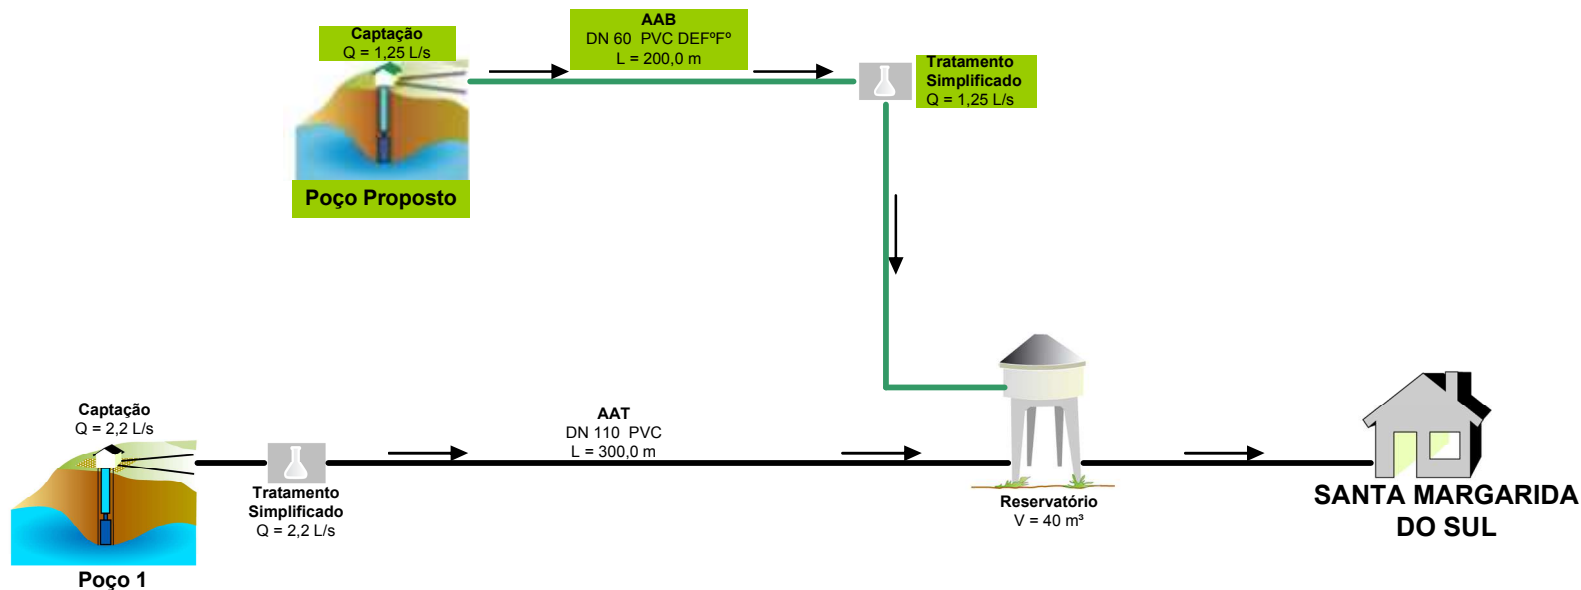 Captação
Q = 1,25 L/s
AAB
DN 60  PVC DEFºFº
L = 200,0 m
Tratamento
Simplificado
Q = 1,25 L/s
Poço Proposto
Captação
Q = 2,2 L/s
Tratamento
Simplificado
Q = 2,2 L/s
Poço 1
AAT
DN 110  PVC
L = 300,0 m
Reservatório
V = 40 m³
SANTA MARGARIDA
DO SUL